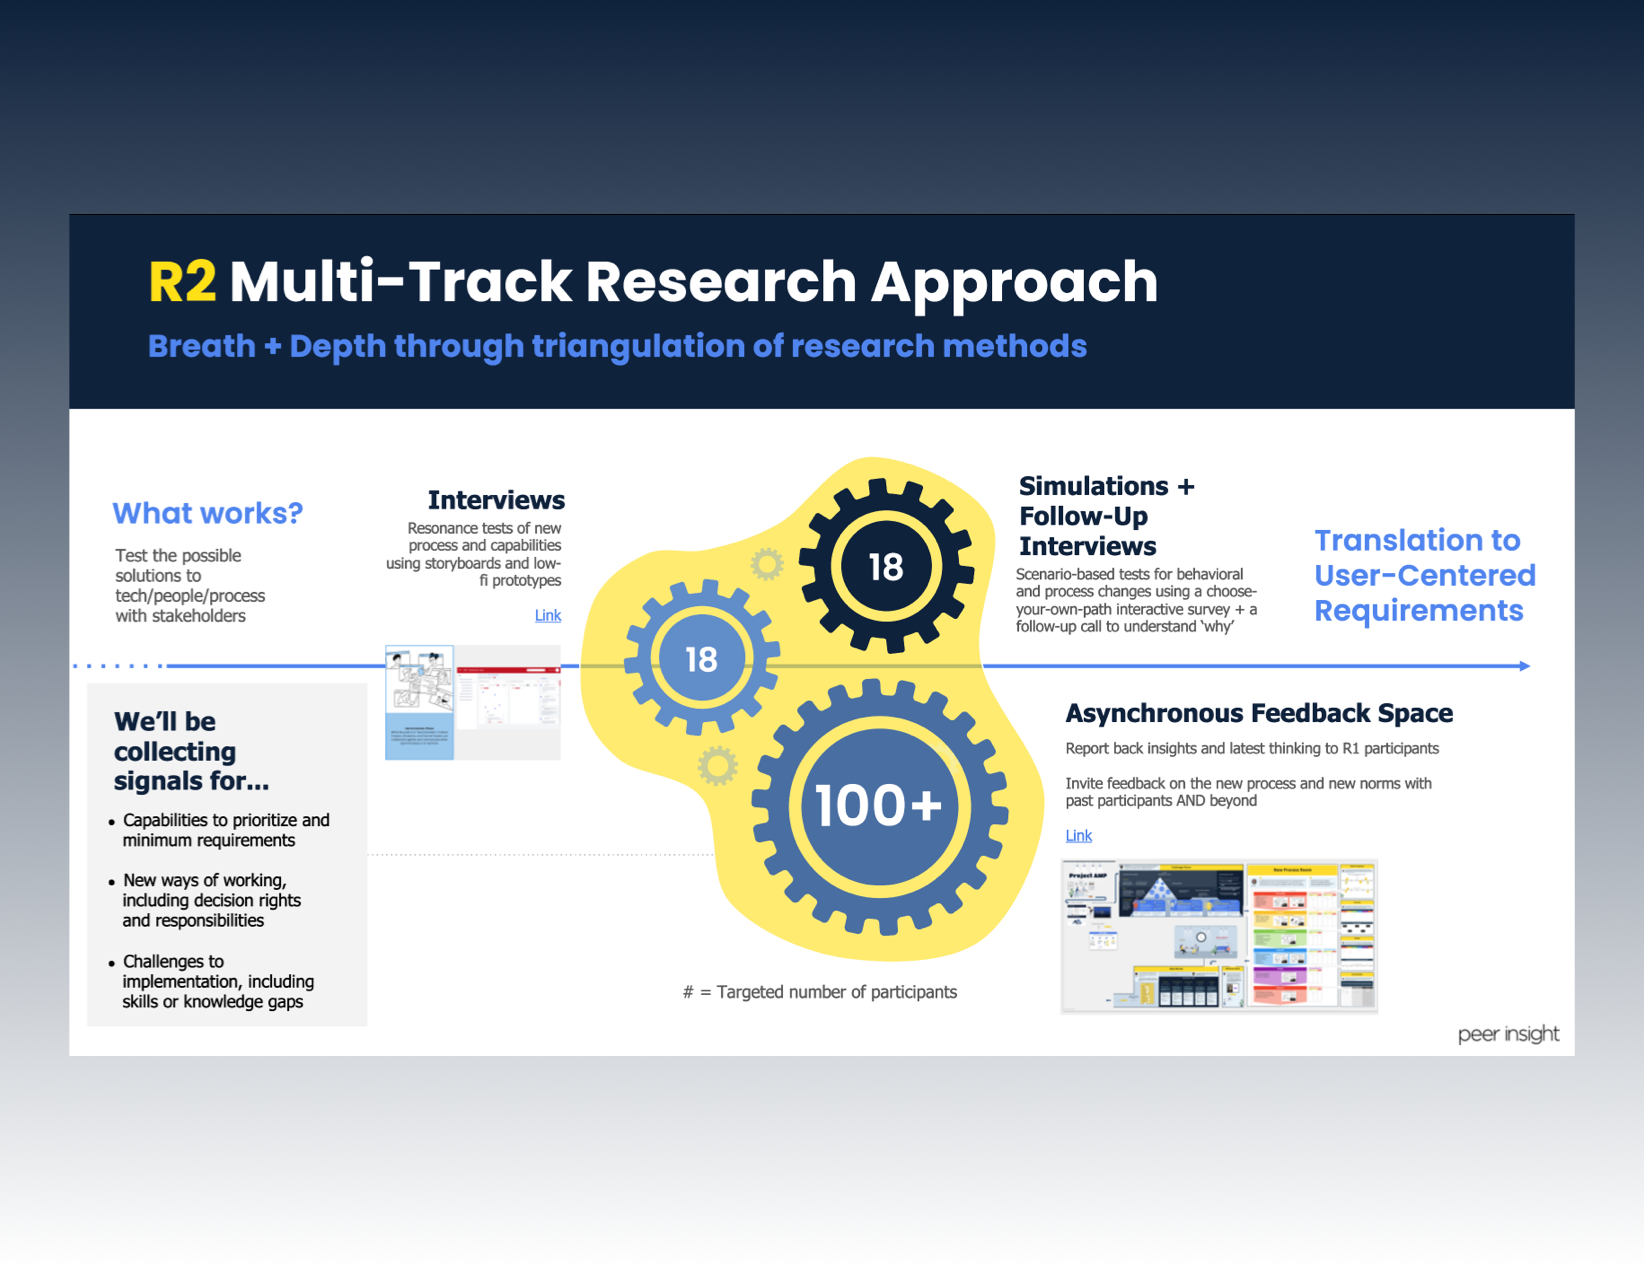 R2 Multi-Track Research Approach
Breath + Depth through triangulation of research methods
What works?
Test the possible
solutions to
tech/people/process
with stakeholders
Interviews
Resonance tests of new
process and capabilities
using storyboards and low-
fi prototypes
Link
18
18
100+
Simulations +
Follow-Up
Interviews
Scenario-based tests for behavioral
and process changes using a choose-
your-own-path interactive survey + a
follow-up call to understand ‘why’
Translation to
User-Centered
Requirements
We’ll be
collecting
signals for...
• Capabilities to prioritize and
minimum requirements
• New ways of working,
including decision rights
and responsibilities
• Challenges to
implementation, including
skills or knowledge gaps
Asynchronous Feedback Space
Report back insights and latest thinking to R1 participants
Invite feedback on the new process and new norms with
past participants AND beyond
Link
Project AMP
# = Targeted number of participants
peer insight